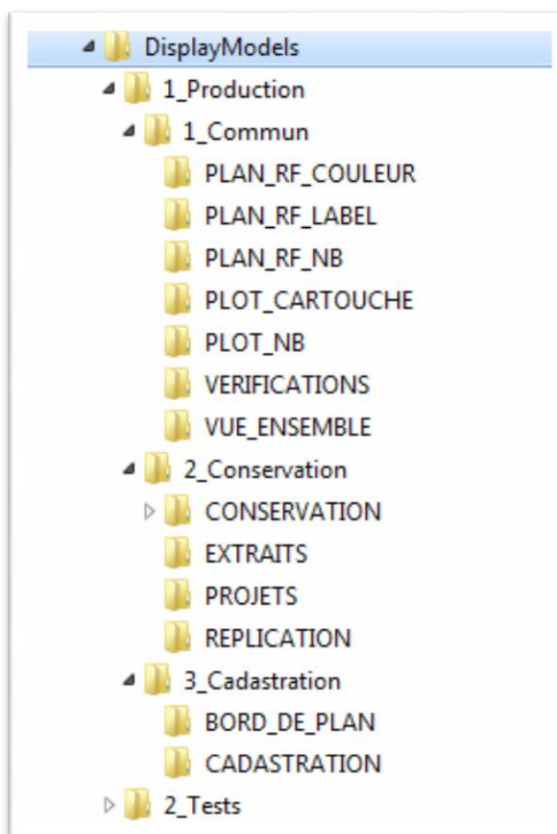 DisplayModels
1_Production
1_Commun
PLAN_RF_COULEUR
PLAN_RF_LABEL
PLAN_RF_NB
PLOT_CARTOUCHE
PLOT_NB
VERIFICATIONS
VUE_ENSEMBLE
2_Conservation
CONSERVATION
EXTRAITS
PROJETS
REPLICATION
3_Cadastration
BORD_DE_PLAN
CADASTRATION
2_Tests